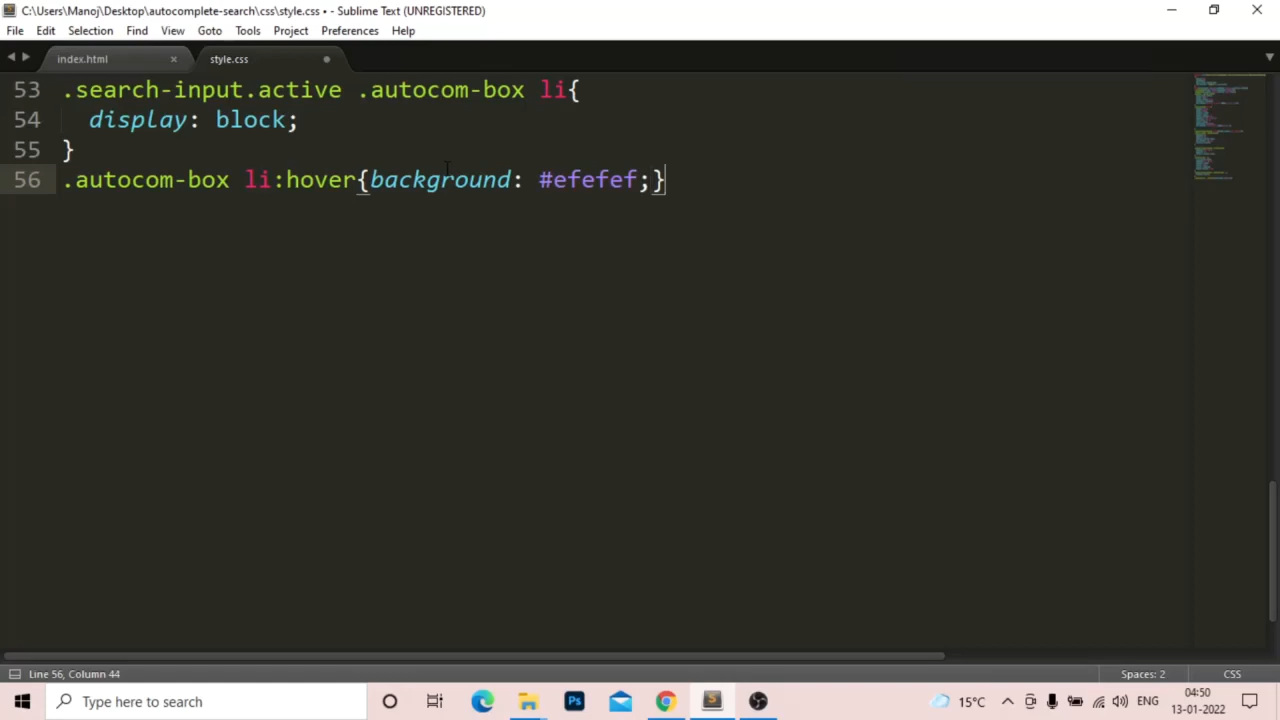 C:\Users\Manoj\Desktop\autocomplete-search\css\style.css • - Sublime Text (UNREGISTERED)
File Edit Selection Find View Goto Tools Project Preferences Help
index.html × style.css
53 .search-input.active .autocom-box li{
54 display: block;
55 }
56 .autocom-box li:hover{background: #efefef;}
Line 56, Column 44 Spaces: 2 CSS
Type here to search Ps 15°C ENG 04:50
13-01-2022